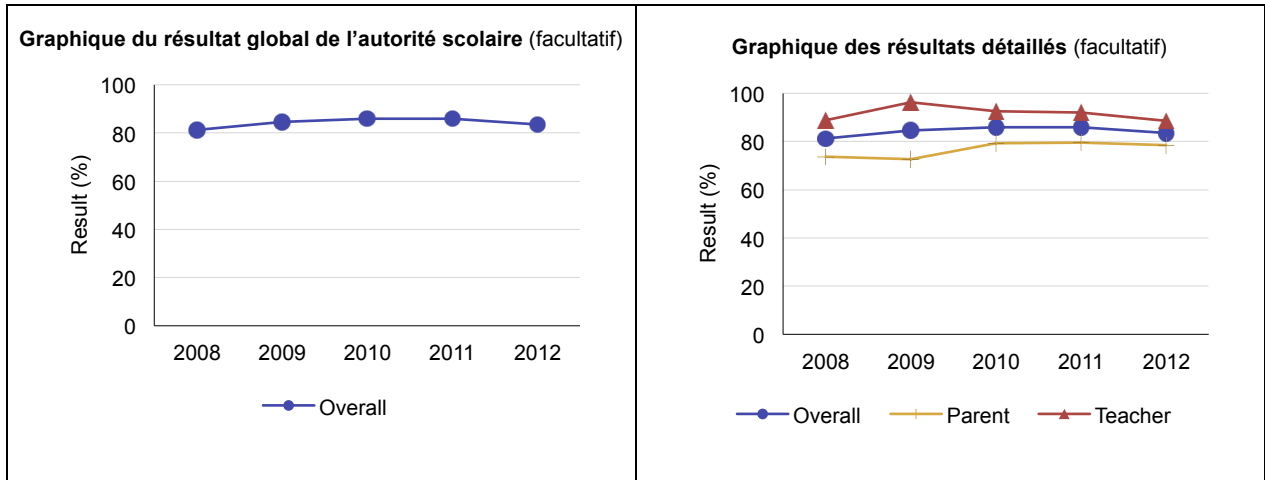 Graphique du résultat global de l’autorité scolaire (facultatif)
Result (%)
100
80
60
40
20
0
2008 2009 2010 2011 2012
Overall
Graphique des résultats détaillés (facultatif)
Result (%)
100
80
60
40
20
0
2008 2009 2010 2011 2012
Overall Parent Teacher